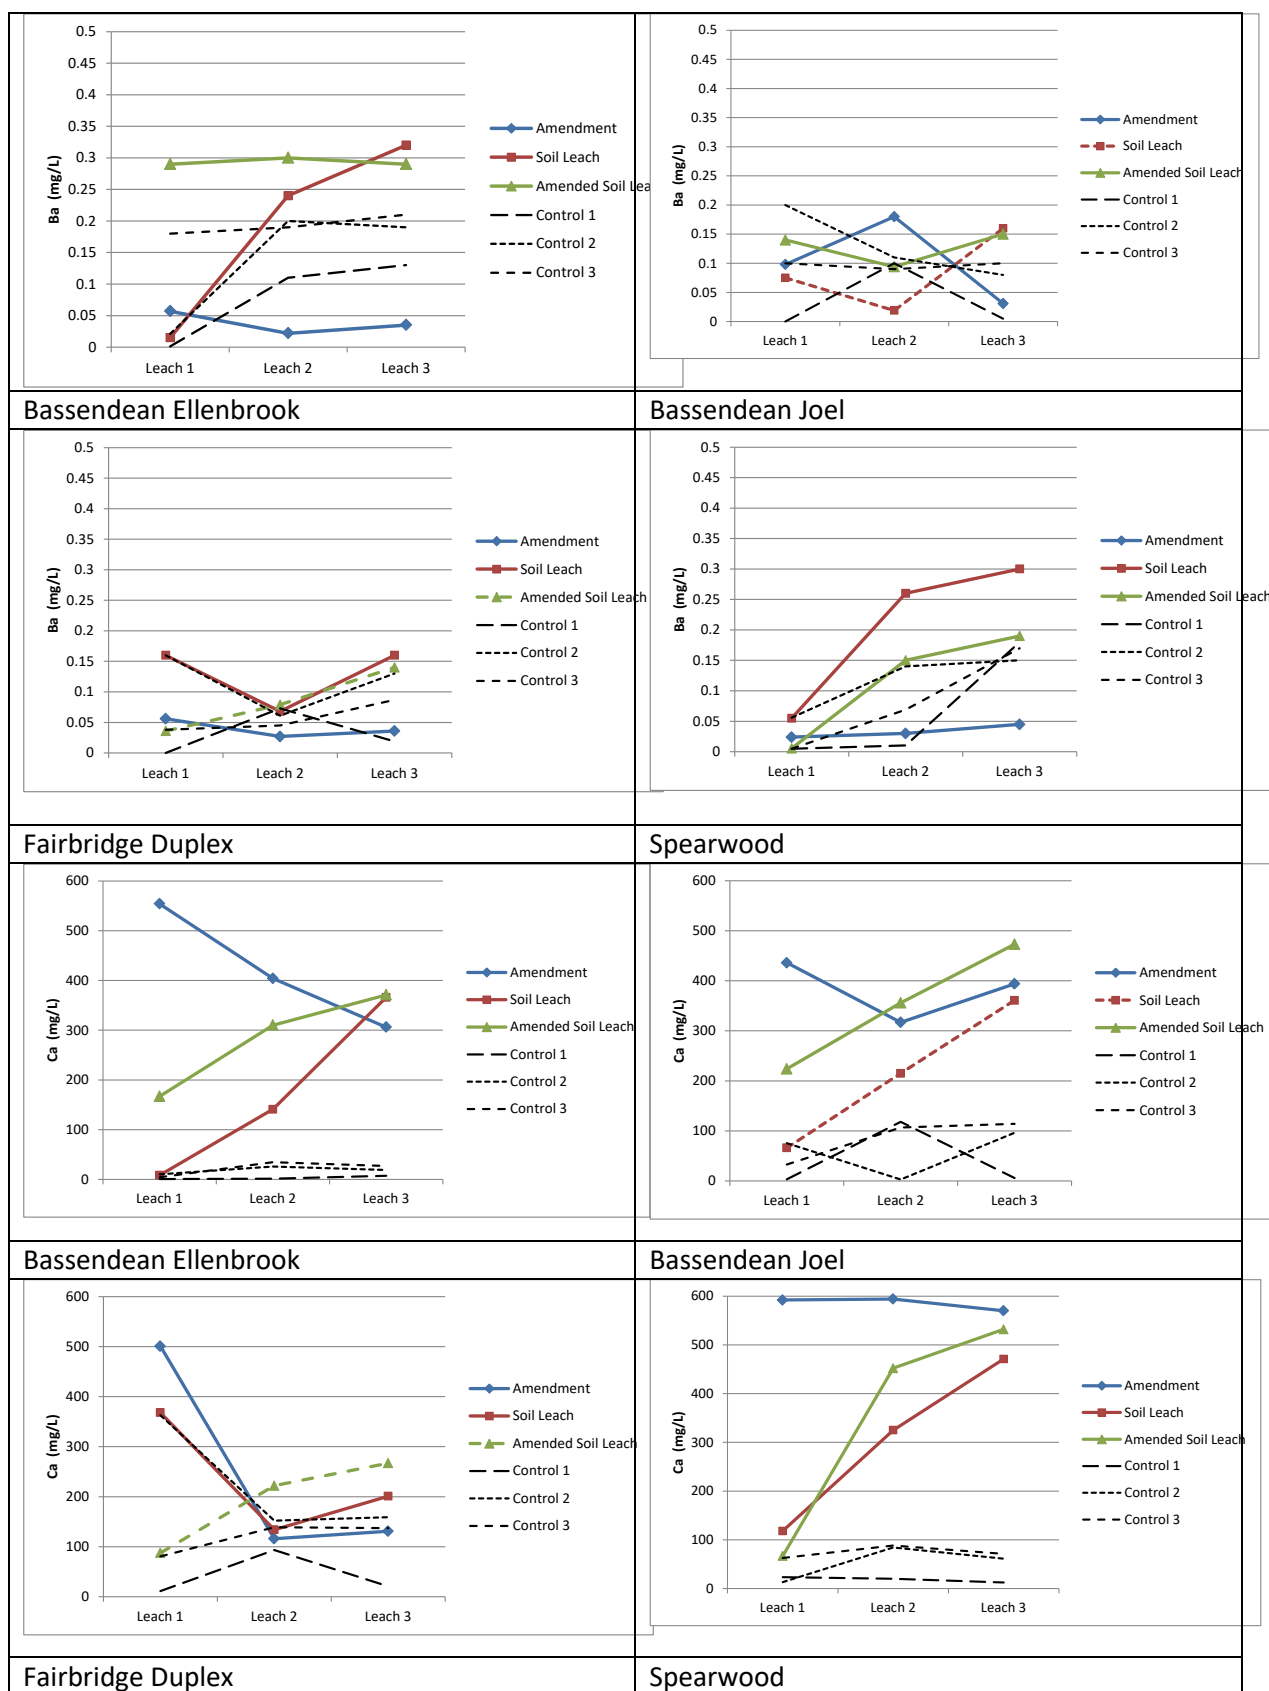 0.5
0.45
0.4
0.35
0.3
0.25
0.2
0.15
0.1
0.05
0
Ba (mg/L)
Leach 1 Leach 2 Leach 3
Amendment
Soil Leach
Amended Soil Lea
Control 1
Control 2
Control 3
0.5
0.45
0.4
0.35
0.3
0.25
0.2
0.15
0.1
0.05
0
Ba (mg/L)
Leach 1 Leach 2 Leach 3
Amendment
Soil Leach
Amended Soil Leach
Control 1
Control 2
Control 3
Bassendean Ellenbrook
Bassendean Joel
0.5
0.45
0.4
0.35
0.3
0.25
0.2
0.15
0.1
0.05
0
Ba (mg/L)
Leach 1 Leach 2 Leach 3
Amendment
Soil Leach
Amended Soil Leach
Control 1
Control 2
Control 3
0.5
0.45
0.4
0.35
0.3
0.25
0.2
0.15
0.1
0.05
0
Ba (mg/L)
Leach 1 Leach 2 Leach 3
Amendment
Soil Leach
Amended Soil Leach
Control 1
Control 2
Control 3
Fairbridge Duplex
Spearwood
600
500
400
300
200
100
0
Ca (mg/L)
Leach 1 Leach 2 Leach 3
Amendment
Soil Leach
Amended Soil Leach
Control 1
Control 2
Control 3
600
500
400
300
200
100
0
Ca (mg/L)
Leach 1 Leach 2 Leach 3
Amendment
Soil Leach
Amended Soil Leach
Control 1
Control 2
Control 3
Bassendean Ellenbrook
Bassendean Joel
600
500
400
300
200
100
0
Ca (mg/L)
Leach 1 Leach 2 Leach 3
Amendment
Soil Leach
Amended Soil Leach
Control 1
Control 2
Control 3
600
500
400
300
200
100
0
Ca (mg/L)
Leach 1 Leach 2 Leach 3
Amendment
Soil Leach
Amended Soil Leach
Control 1
Control 2
Control 3
Fairbridge Duplex
Spearwood